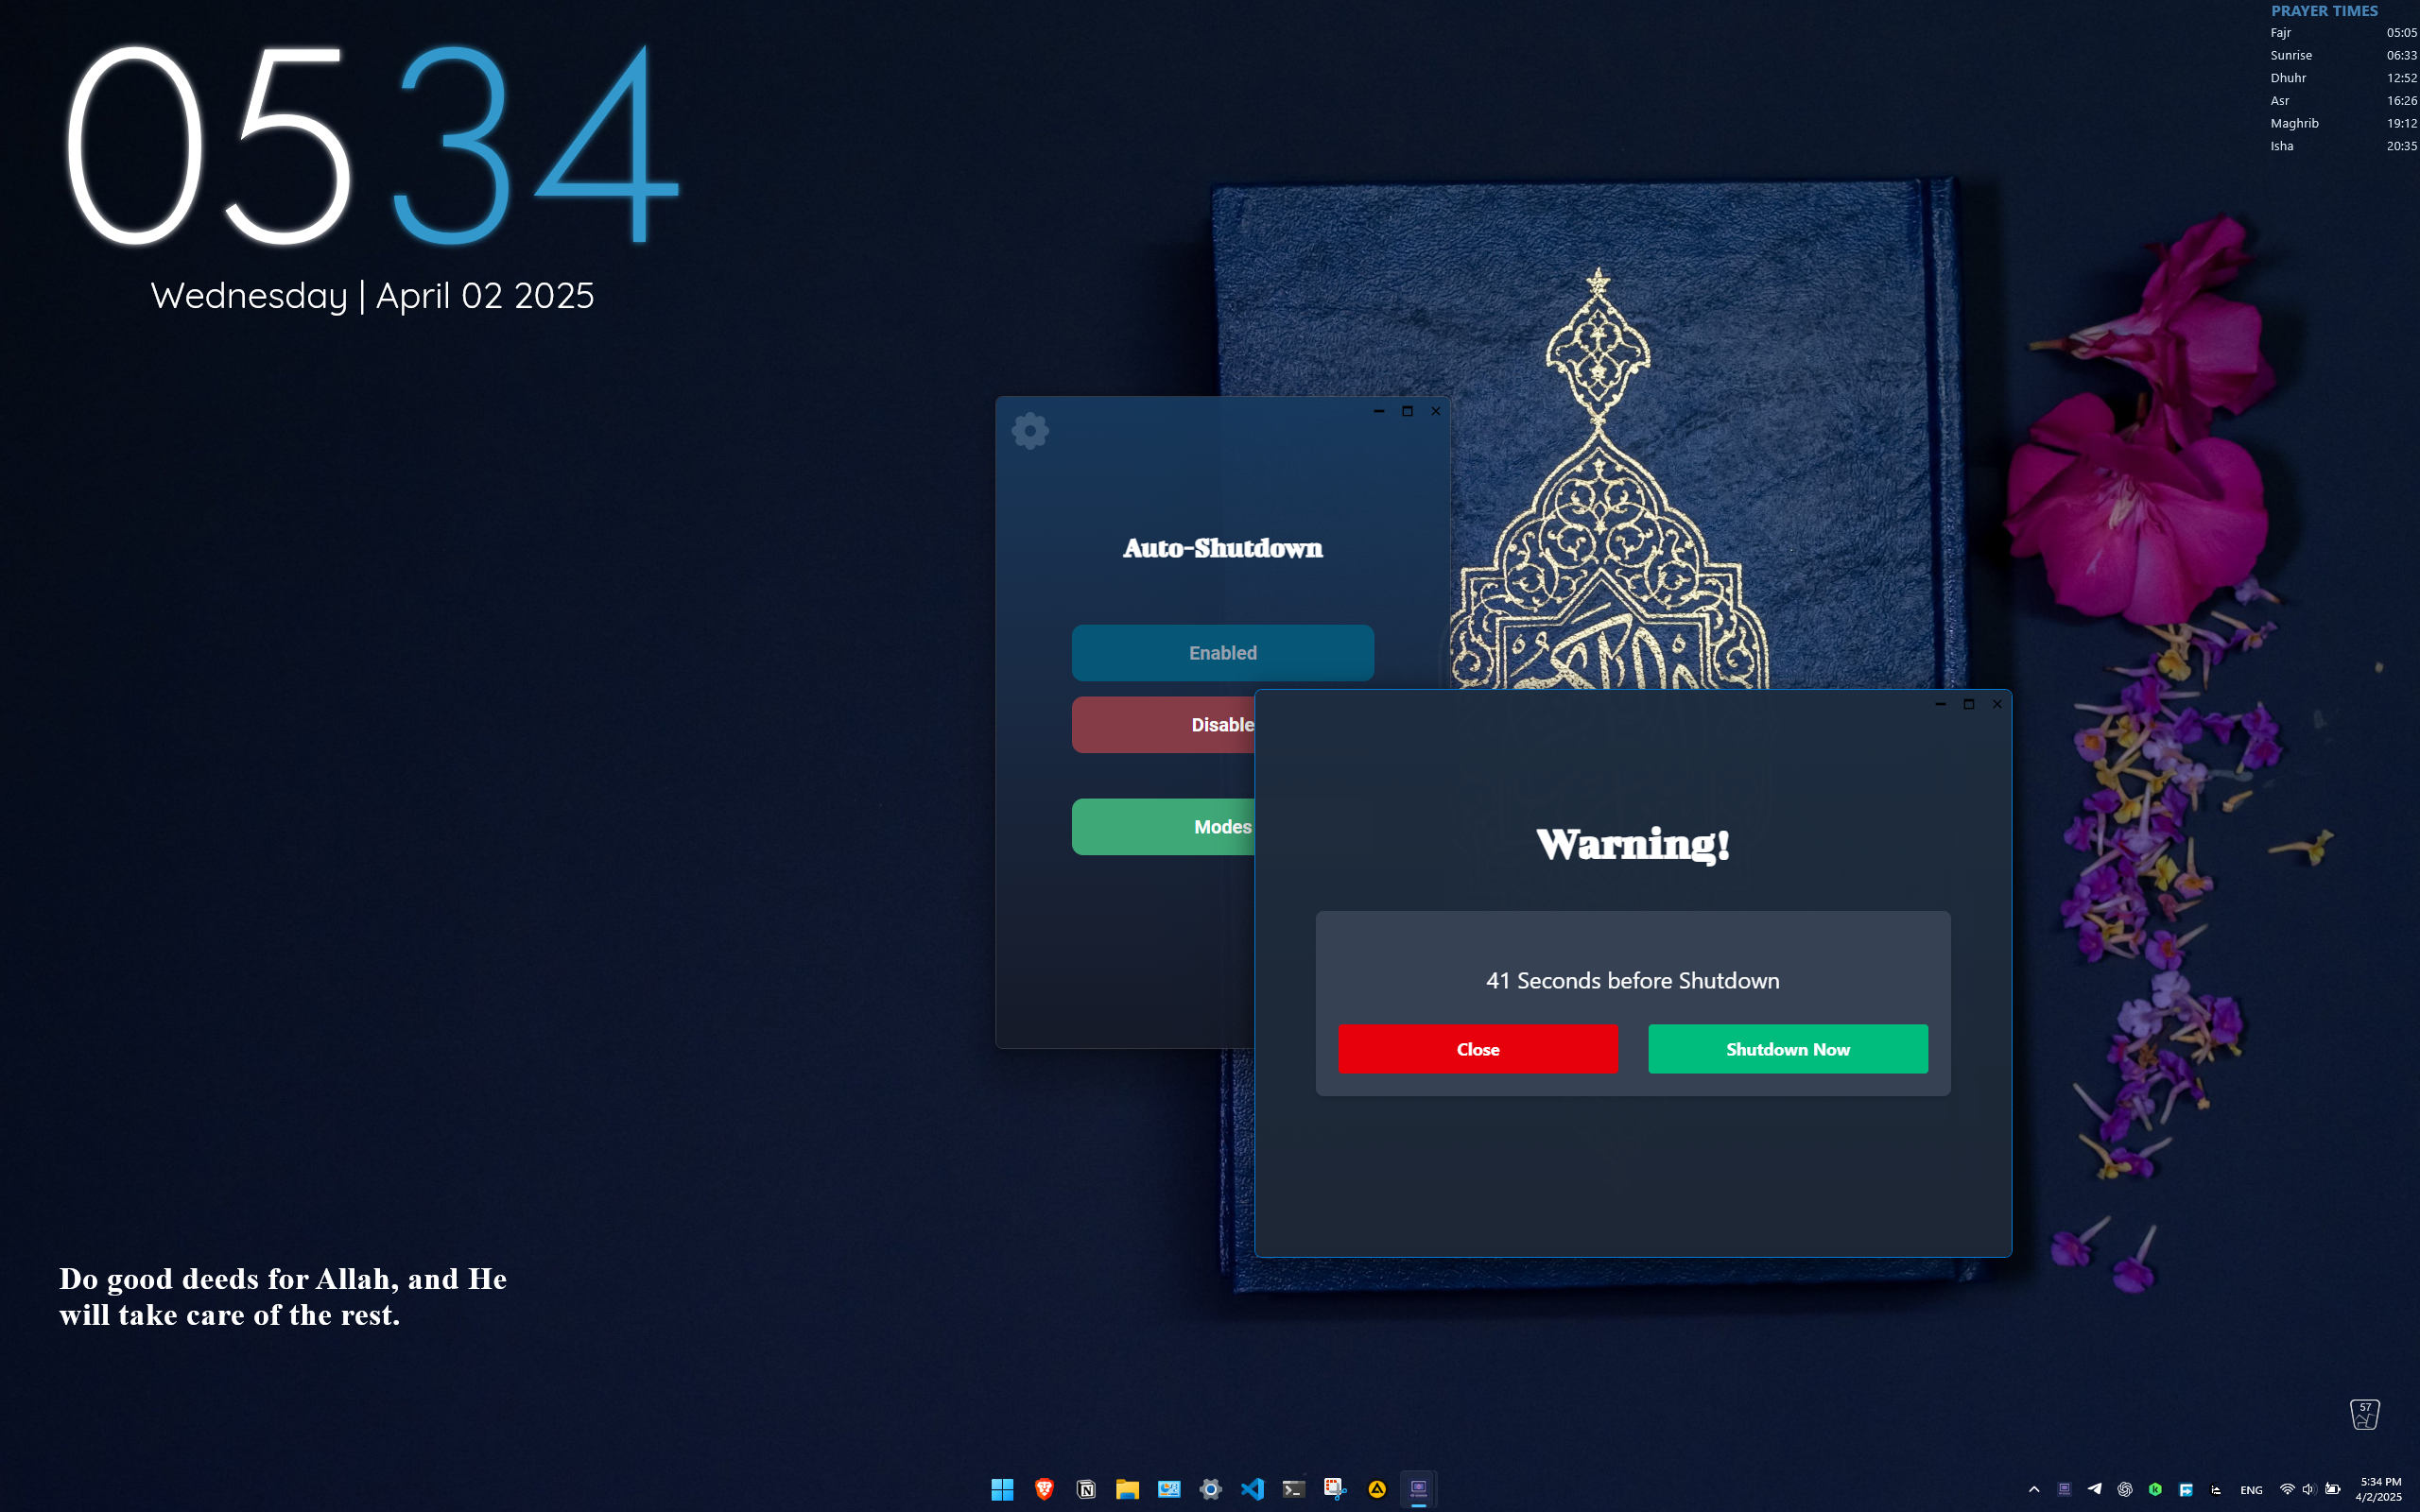 05 34
Wednesday | April 02 2025
PRAYER TIMES
Fajr 05:05
Sunrise 06:33
Dhuhr 12:52
Asr 16:26
Maghrib 19:12
Isha 20:35
Auto-Shutdown
Enabled
Disable
Modes
Warning!
41 Seconds before Shutdown
Close Shutdown Now
Do good deeds for Allah, and He
will take care of the rest.
57
ENG
5:34 PM
4/2/2025